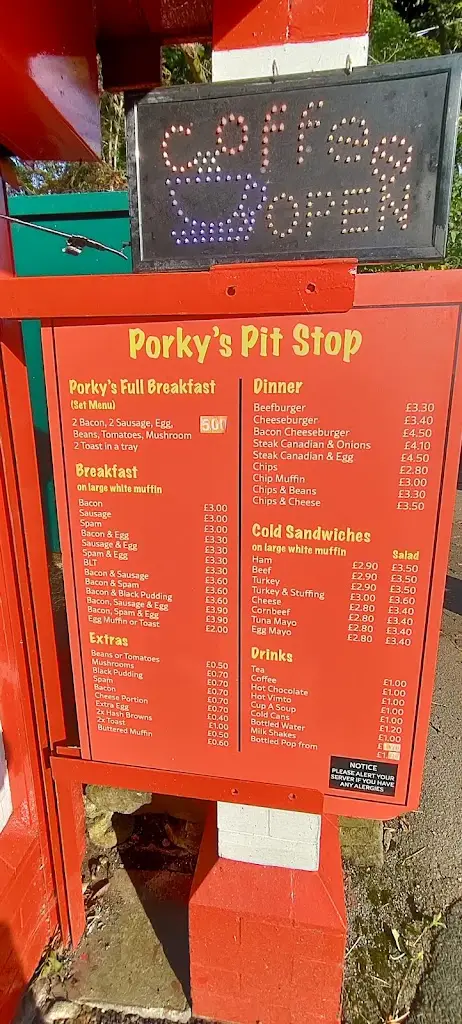 Coffee
OPEN
Porky's Pit Stop
Porky's Full Breakfast
(Set Menu)
2 Bacon, 2 Sausage, Egg, 500
Beans, Tomatoes, Mushroom
2 Toast in a tray
Breakfast
on large white muffin
Bacon £3.00
Sausage £3.00
Spam £3.00
Bacon & Egg £3.30
Sausage & Egg £3.30
Spam & Egg £3.30
BLT £3.30
Bacon & Sausage £3.60
Bacon & Spam £3.60
Bacon & Black Pudding £3.60
Bacon, Sausage & Egg £3.90
Bacon, Spam & Egg £3.90
Egg Muffin or Toast £2.00
Extras
Beans or Tomatoes £0.50
Mushrooms £0.70
Black Pudding £0.70
Spam £0.70
Bacon £0.70
Cheese Portion £0.70
Extra Egg £0.40
2x Hash Browns £1.00
2x Toast £0.50
Buttered Muffin £0.60
Dinner
Beefburger £3.30
Cheeseburger £3.40
Bacon Cheeseburger £4.50
Steak Canadian & Onions £4.10
Steak Canadian & Egg £4.50
Chips £2.80
Chip Muffin £3.00
Chips & Beans £3.30
Chips & Cheese £3.50
Cold Sandwiches
on large white muffin Salad
Ham £2.90 £3.50
Beef £2.90 £3.50
Turkey £2.90 £3.50
Turkey & Stuffing £3.00 £3.60
Cheese £2.80 £3.40
Cornbeef £2.80 £3.40
Tuna Mayo £2.80 £3.40
Egg Mayo £2.80 £3.40
Drinks
Tea £1.00
Coffee £1.00
Hot Chocolate £1.00
Hot Vimto £1.00
Cup A Soup £1.00
Cold Cans £1.20
Bottled Water £1.00
Milk Shakes
Bottled Pop from
NOTICE
PLEASE ALERT YOUR
SERVER IF YOU HAVE
ANY ALERGIES